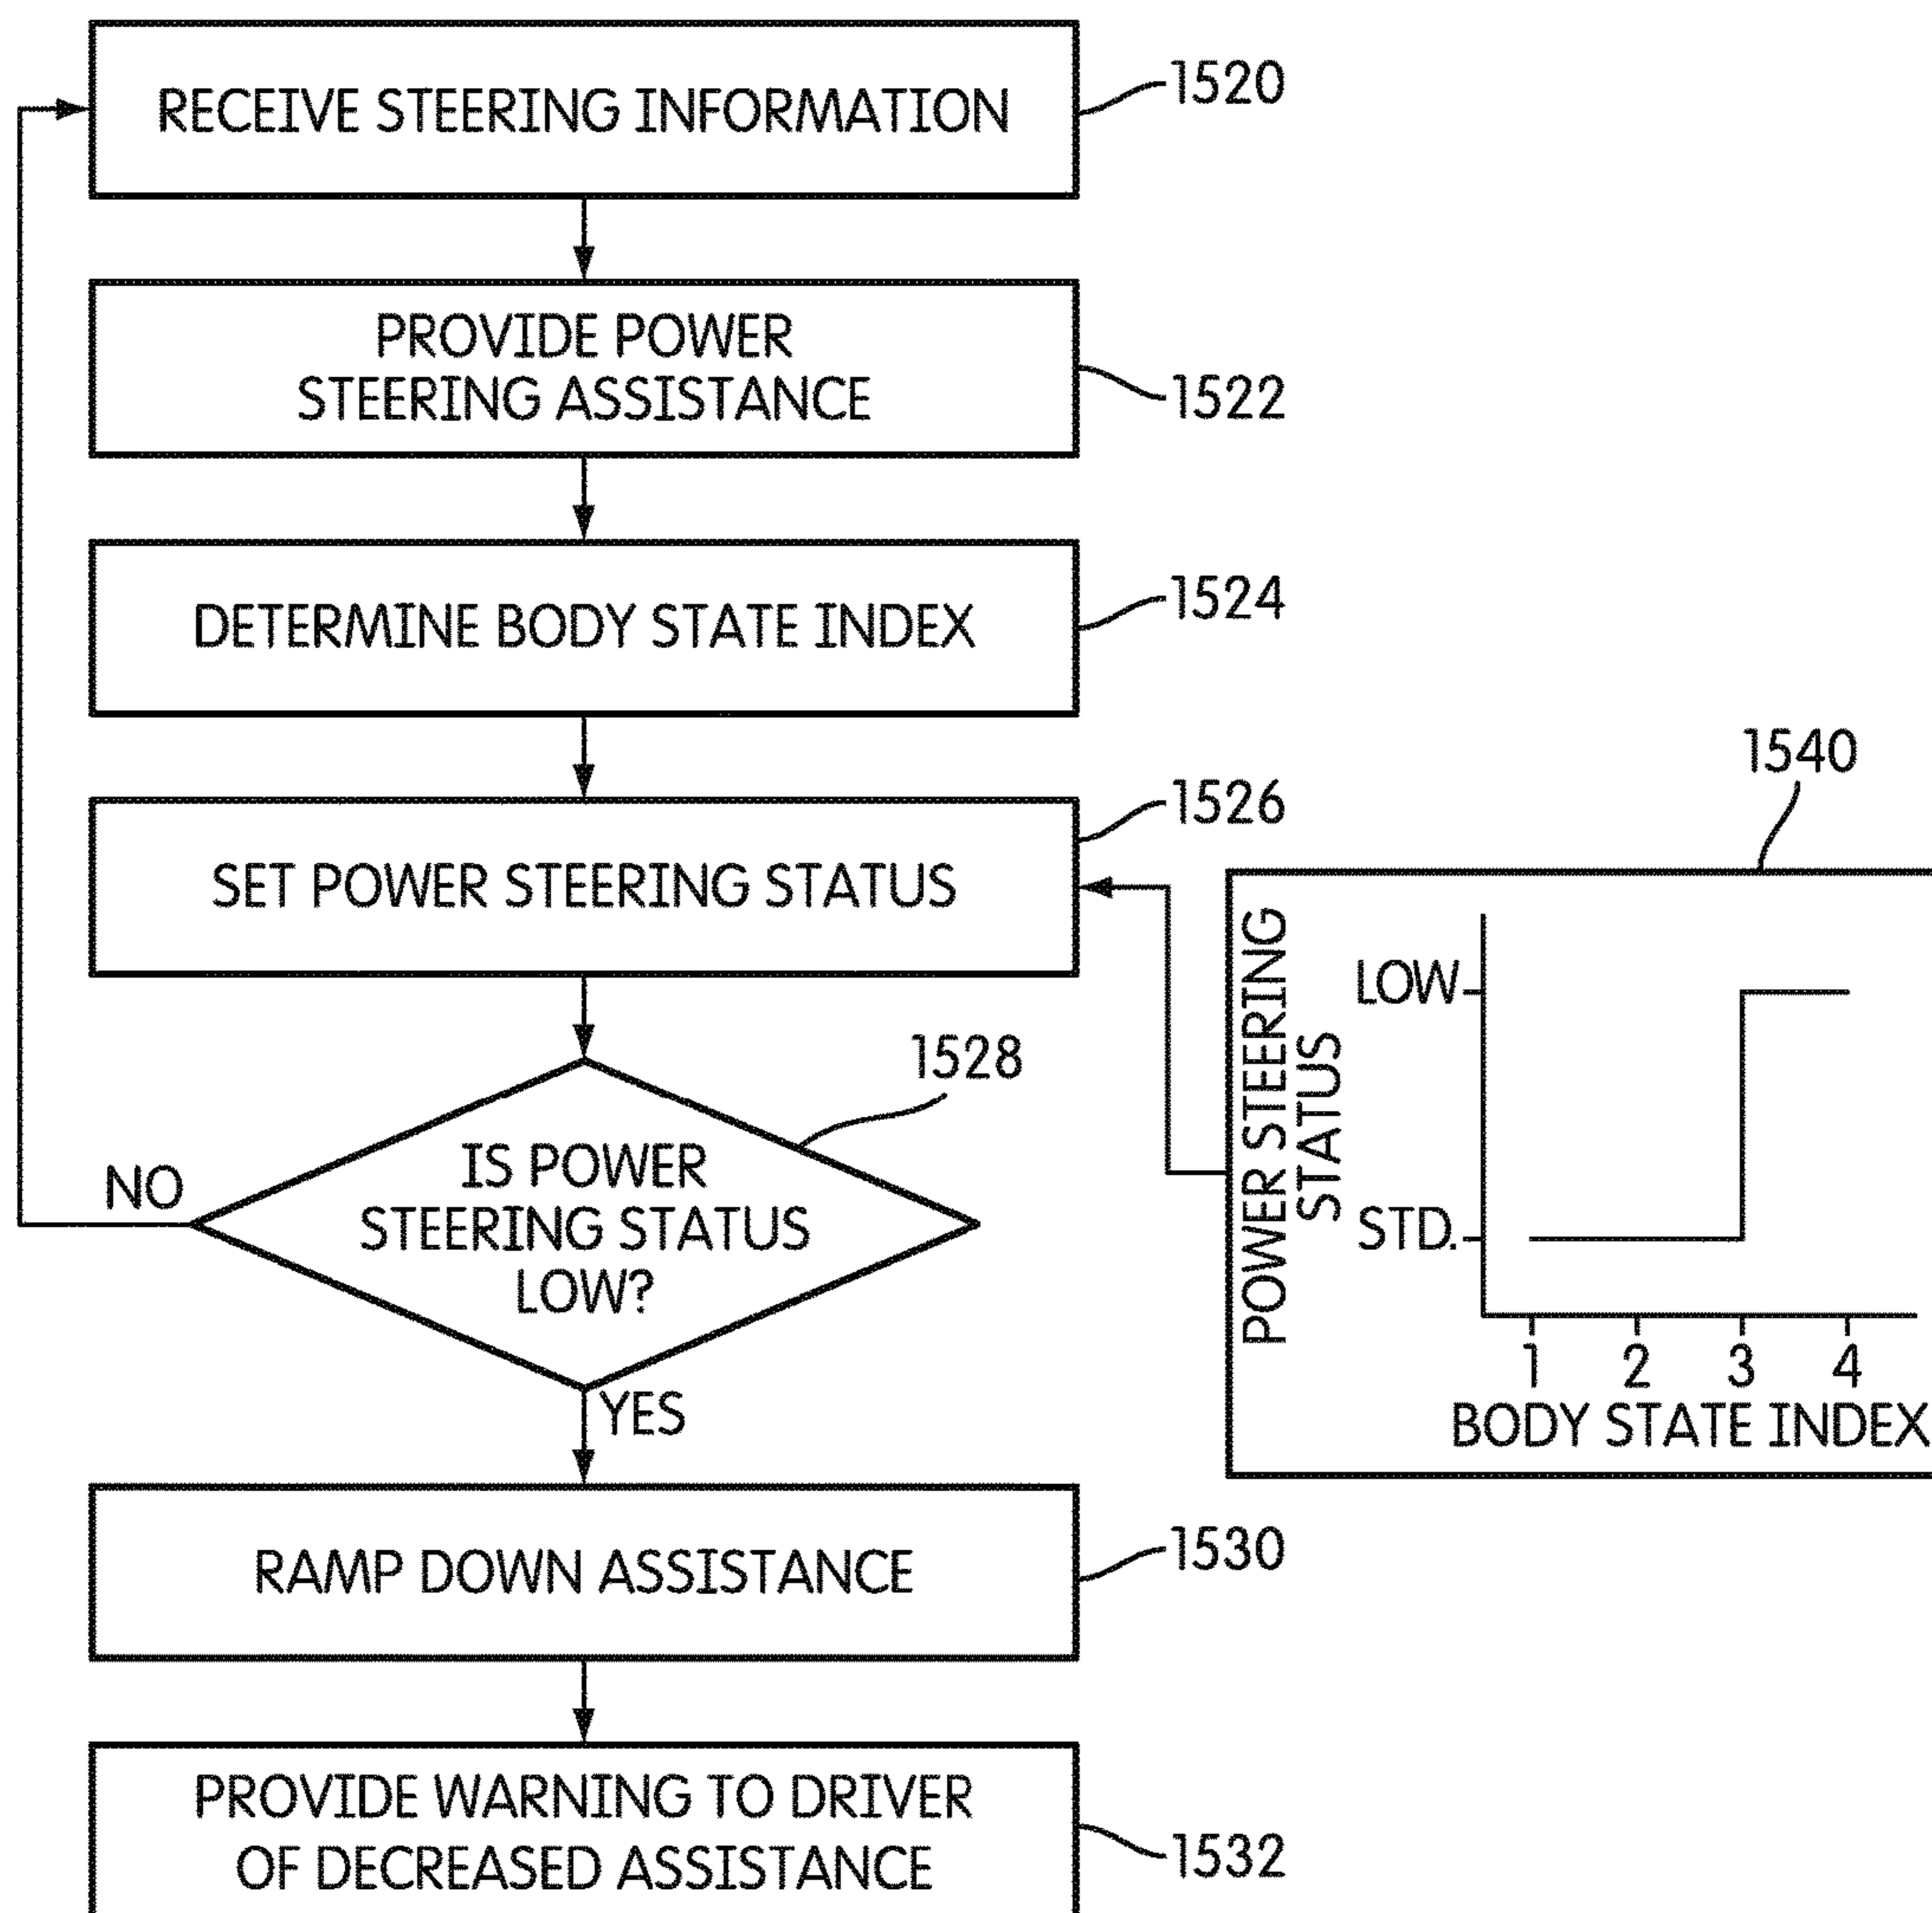 RECEIVE STEERING INFORMATION
1520
PROVIDE POWER
STEERING ASSISTANCE
1522
DETERMINE BODY STATE INDEX
1524
SET POWER STEERING STATUS
1526
1540
POWER STEERING
STATUS
LOW
STD.
1 2 3 4
BODY STATE INDEX
IS POWER
STEERING STATUS
LOW?
1528
NO
YES
RAMP DOWN ASSISTANCE
1530
PROVIDE WARNING TO DRIVER
OF DECREASED ASSISTANCE
1532